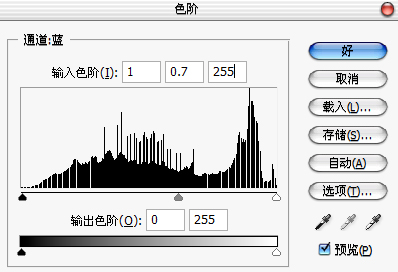 色阶
通道:蓝
输入色阶(I): 1 0.7 255
输出色阶(O): 0 255
好
取消
载入(L)...
存储(S)...
自动(A)
选项(T)...
预览(P)